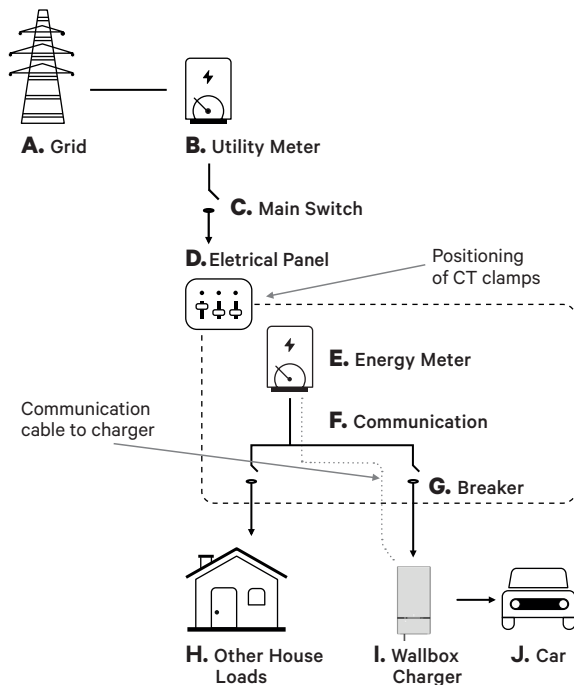 A. Grid
B. Utility Meter
C. Main Switch
D. Eletrical Panel
Positioning
of CT clamps
E. Energy Meter
Communication
cable to charger
F. Communication
G. Breaker
H. Other House
Loads
I. Wallbox
Charger
J. Car